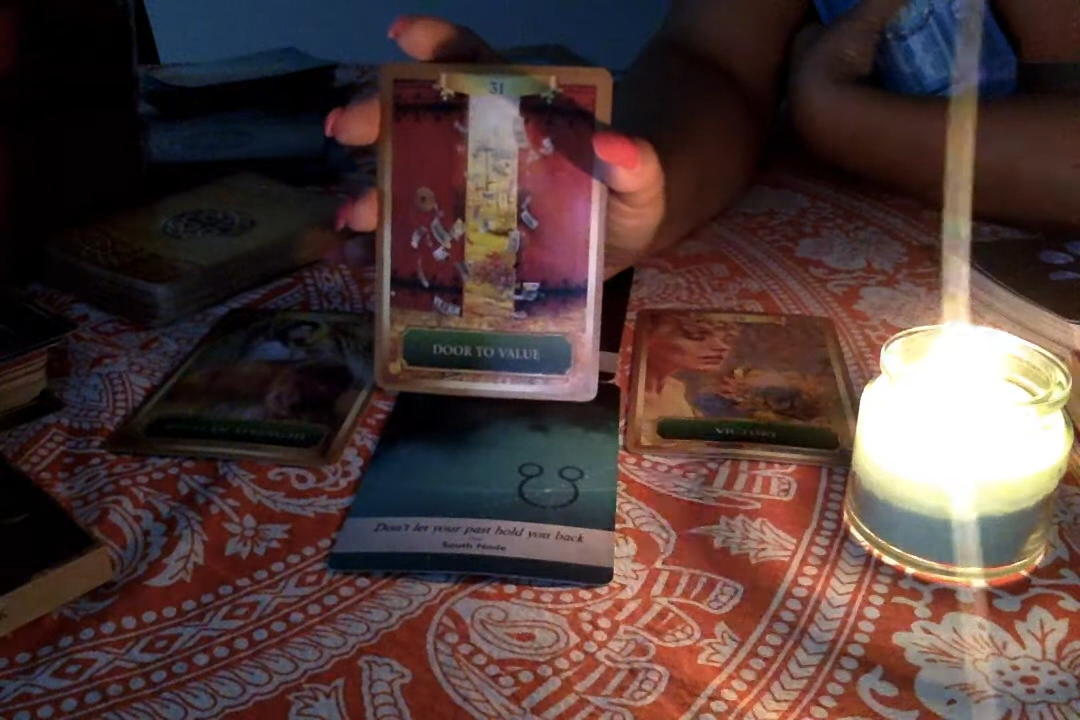 31
DOOR TO VALUE
VICTORY
Don't let your past hold you back
South Node